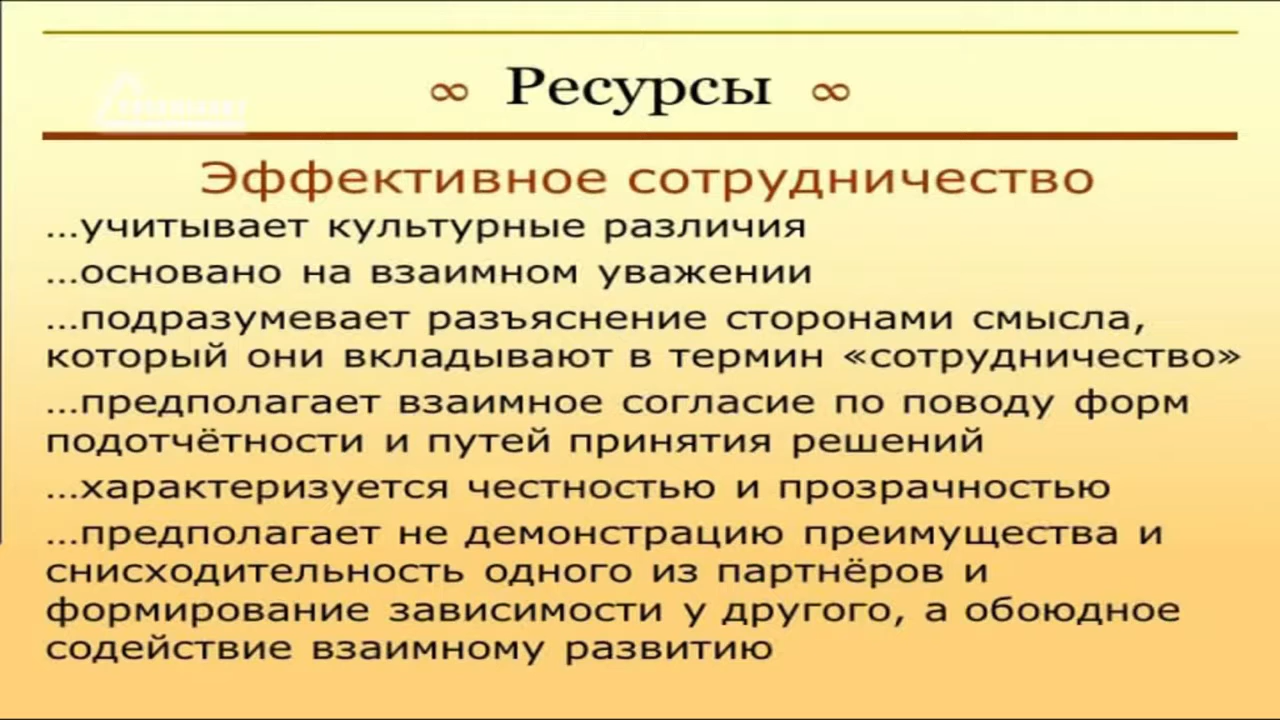 ∞ Ресурсы ∞
Эффективное сотрудничество
…учитывает культурные различия
…основано на взаимном уважении
…подразумевает разъяснение сторонами смысла,
который они вкладывают в термин «сотрудничество»
…предполагает взаимное согласие по поводу форм
подотчётности и путей принятия решений
…характеризуется честностью и прозрачностью
…предполагает не демонстрацию преимущества и
снисходительность одного из партнёров и
формирование зависимости у другого, а обоюдное
содействие взаимному развитию